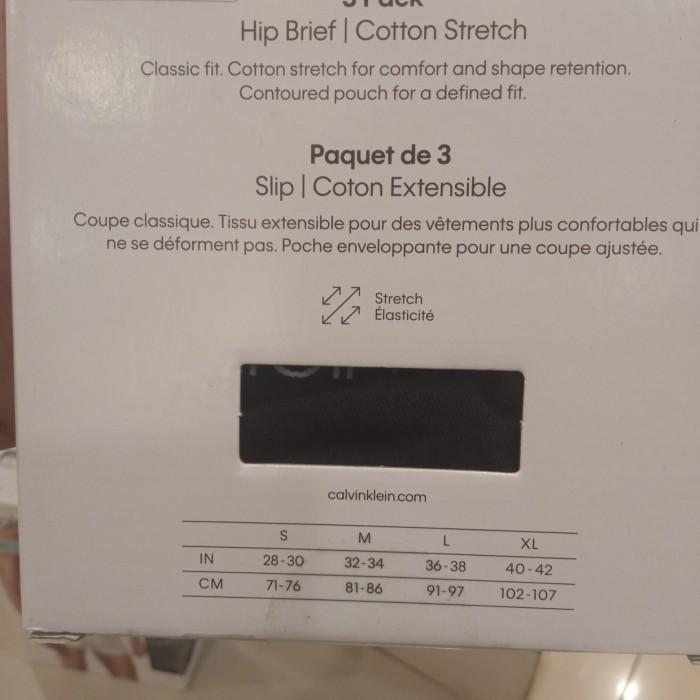 3 Pack
Hip Brief | Cotton Stretch
Classic fit. Cotton stretch for comfort and shape retention.
Contoured pouch for a defined fit.
Paquet de 3
Slip | Coton Extensible
Coupe classique. Tissu extensible pour des vêtements plus confortables qui
ne se déforment pas. Poche enveloppante pour une coupe ajustée.
Stretch
Élasticité
calvinklein.com
S M L XL
IN 28-30 32-34 36-38 40-42
CM 71-76 81-86 91-97 102-107